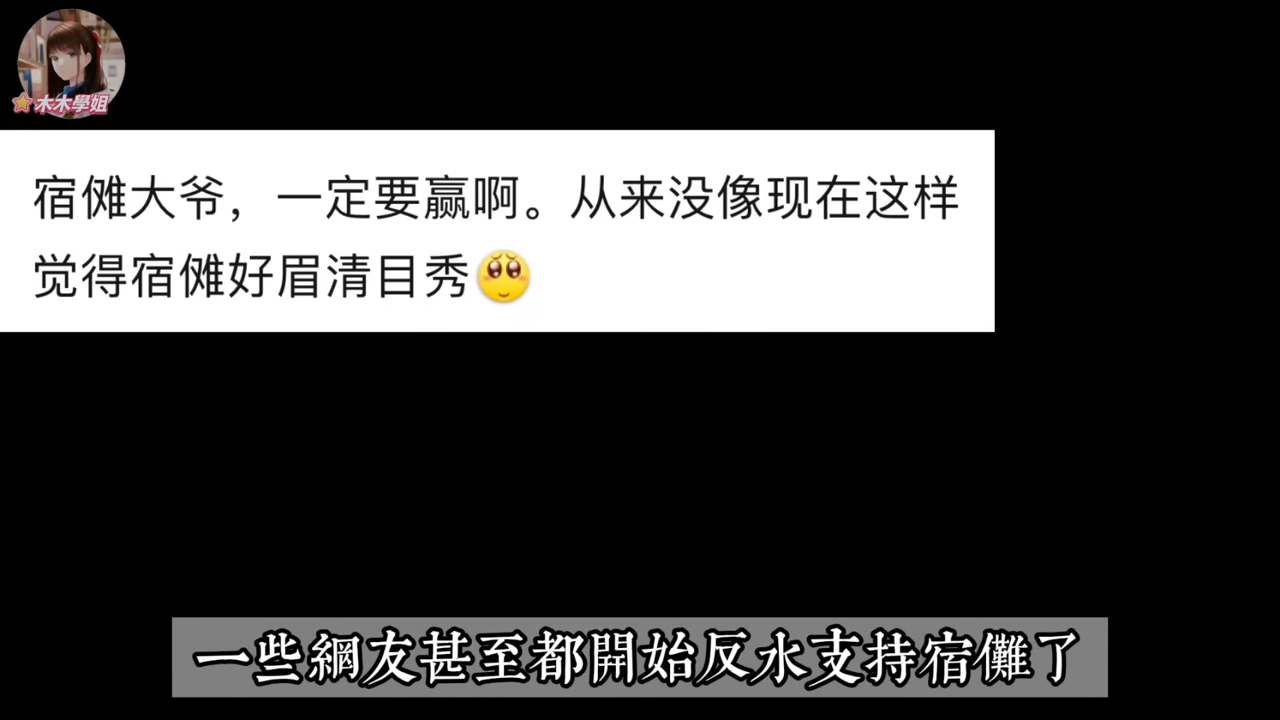 木木學姐
宿傩大爷，一定要赢啊。从来没像现在这样
觉得宿傩好眉清目秀🥺
一些網友甚至都開始反水支持宿儺了